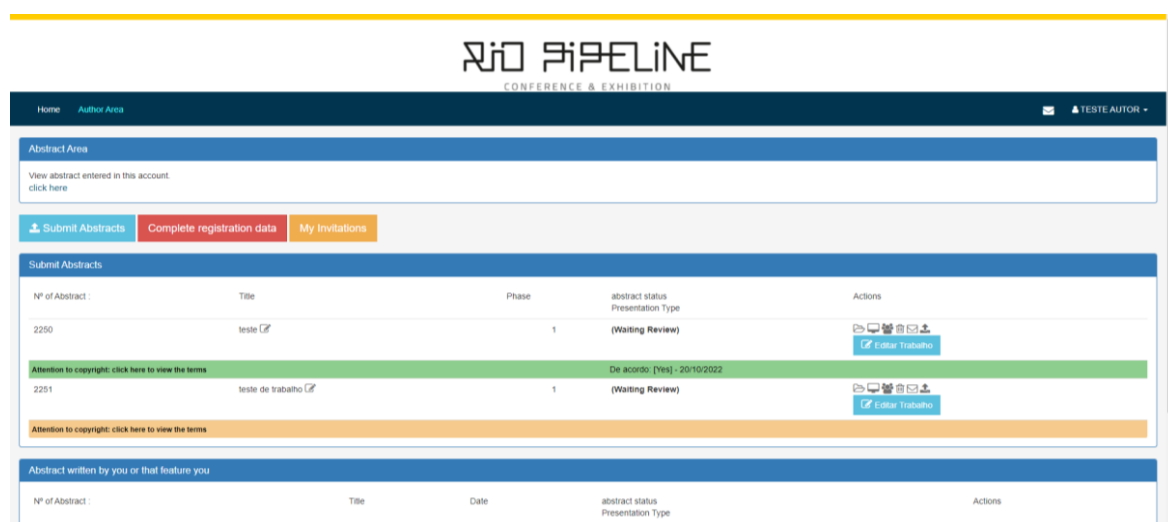 RIO PIPELINE
CONFERENCE & EXHIBITION
Home Author Area TESTE AUTOR
Abstract Area
View abstract entered in this account.
click here
Submit Abstracts Complete registration data My Invitations
Submit Abstracts
Nº of Abstract : Title Phase abstract status Actions
Presentation Type
2250 teste 1 (Waiting Review)
Editar Trabalho
Attention to copyright: click here to view the terms De acordo: [Yes] - 20/10/2022
2251 teste de trabalho 1 (Waiting Review)
Editar Trabalho
Attention to copyright: click here to view the terms
Abstract written by you or that feature you
Nº of Abstract : Title Date abstract status Actions
Presentation Type